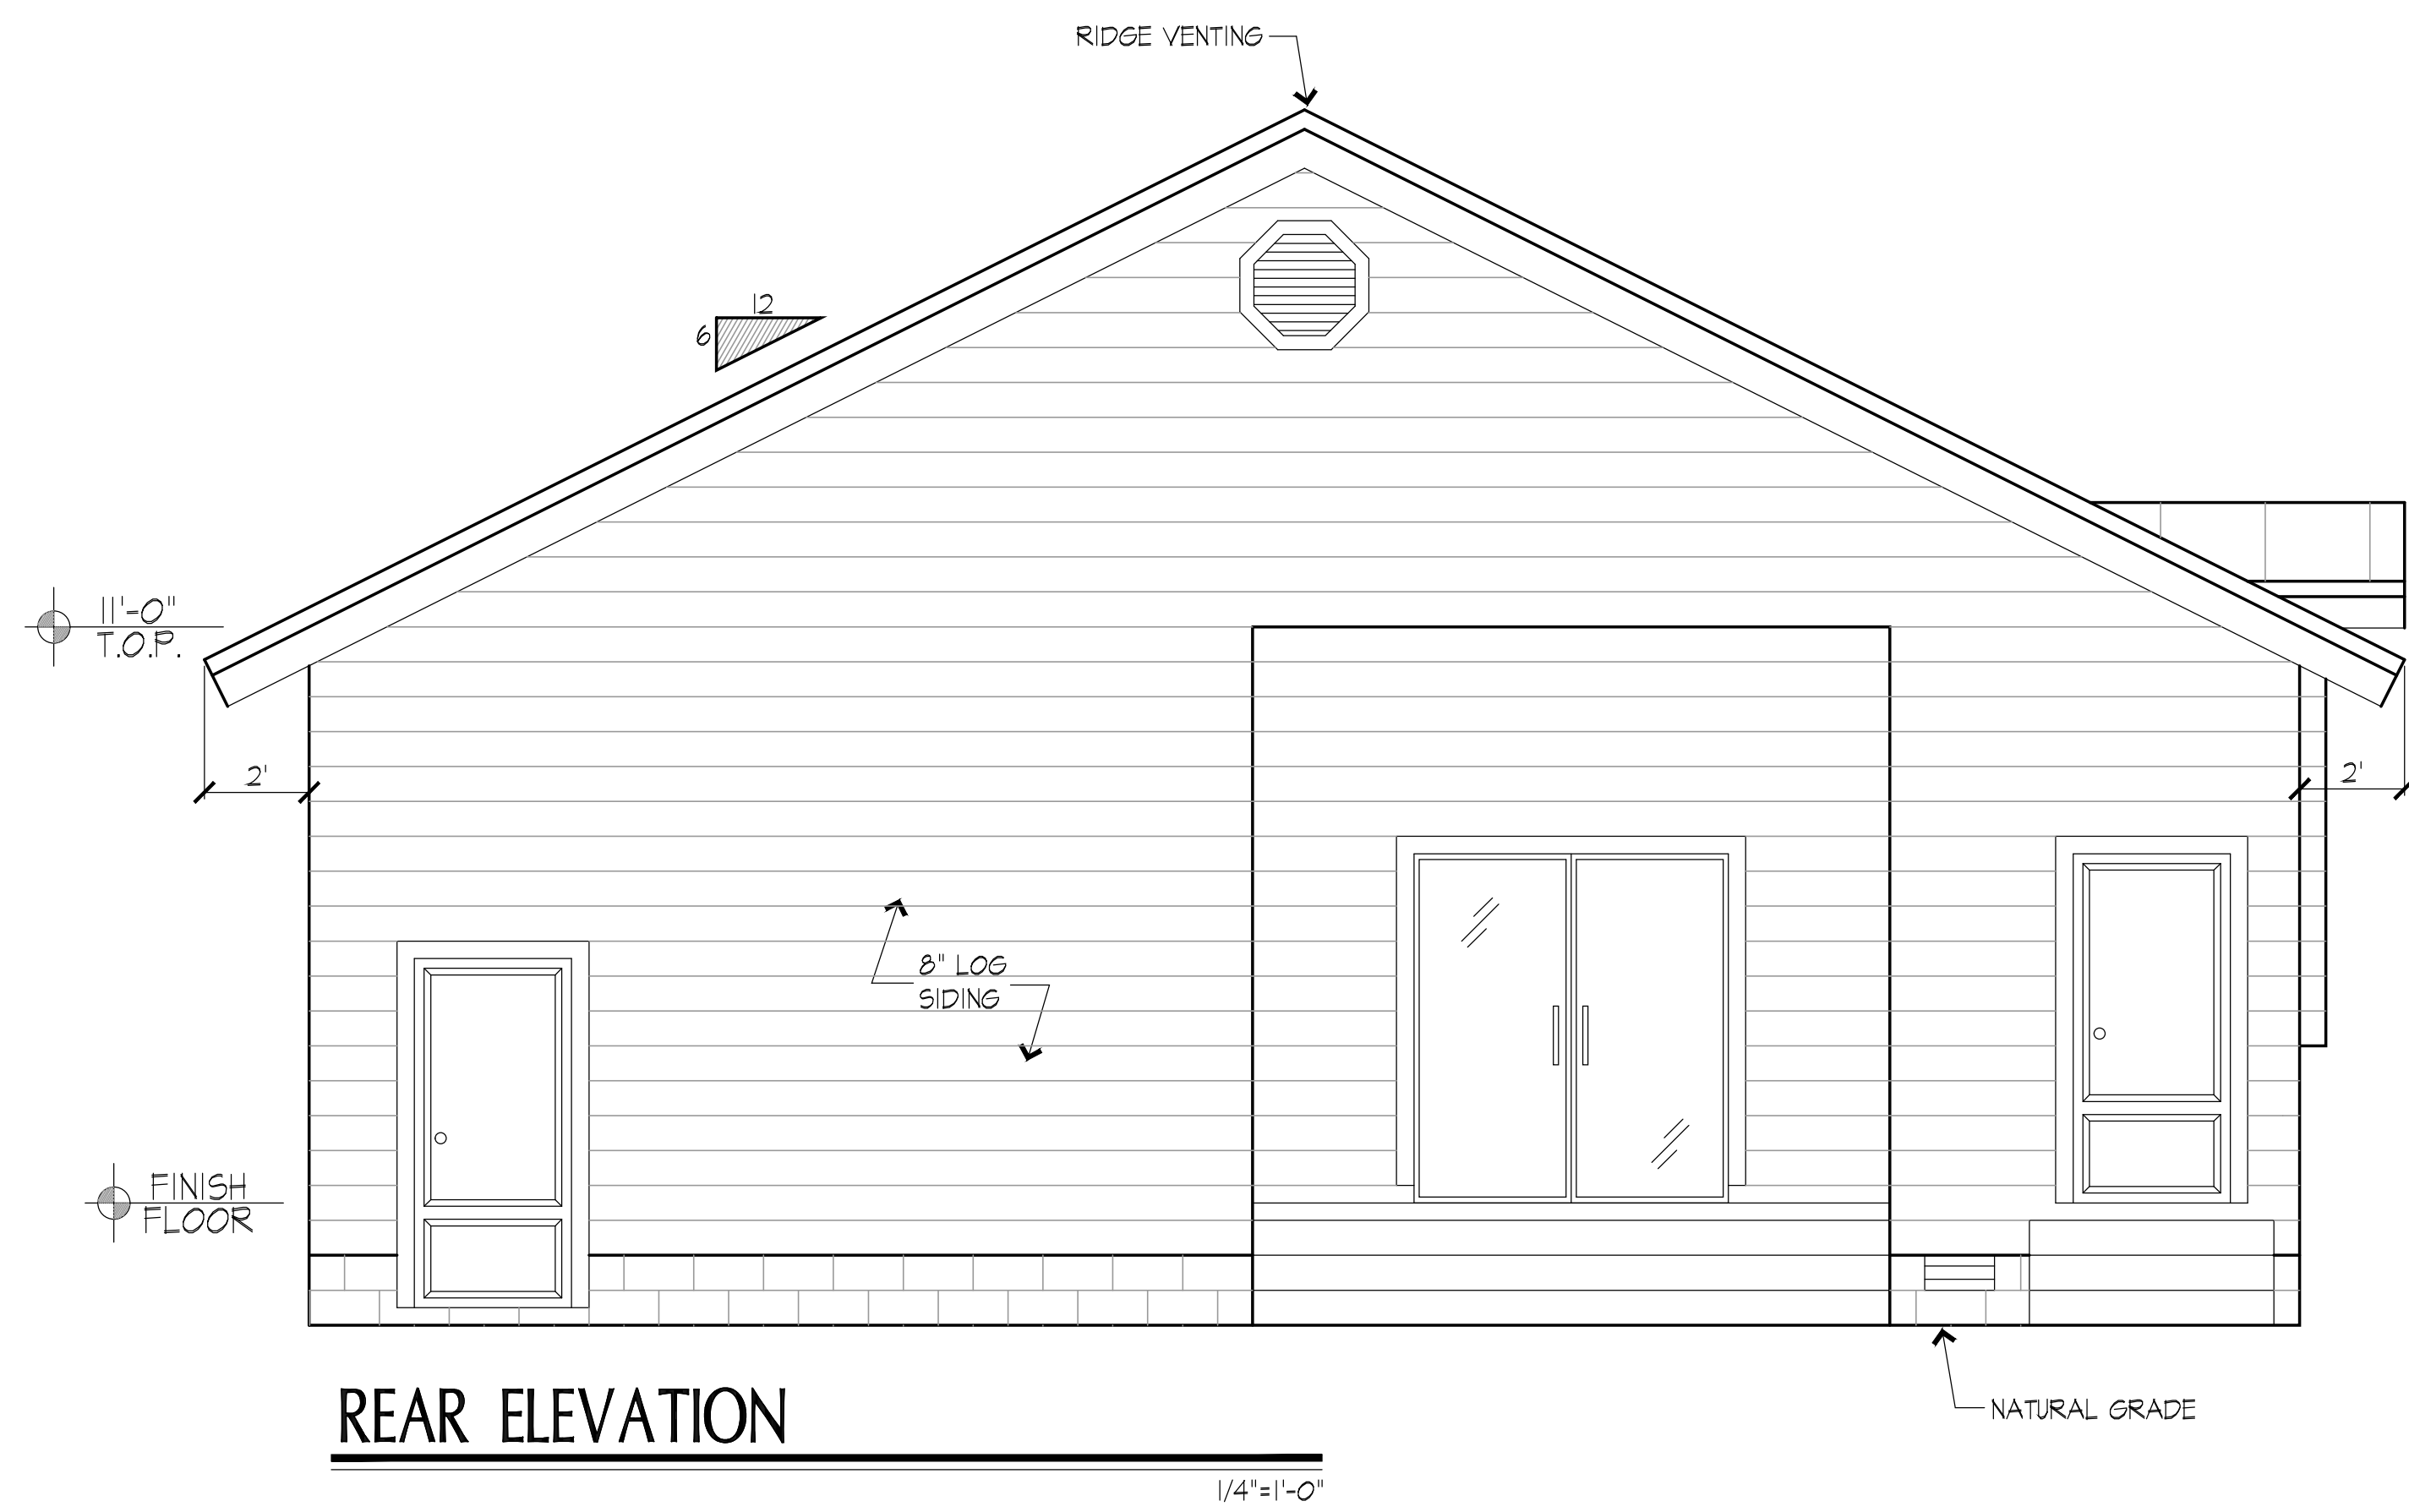 RIDGE VENTING
12
6
11'-0"
T.O.P.
2'
2'
8" LOG
SIDING
FINISH
FLOOR
NATURAL GRADE
REAR ELEVATION
1/4"=1'-0"